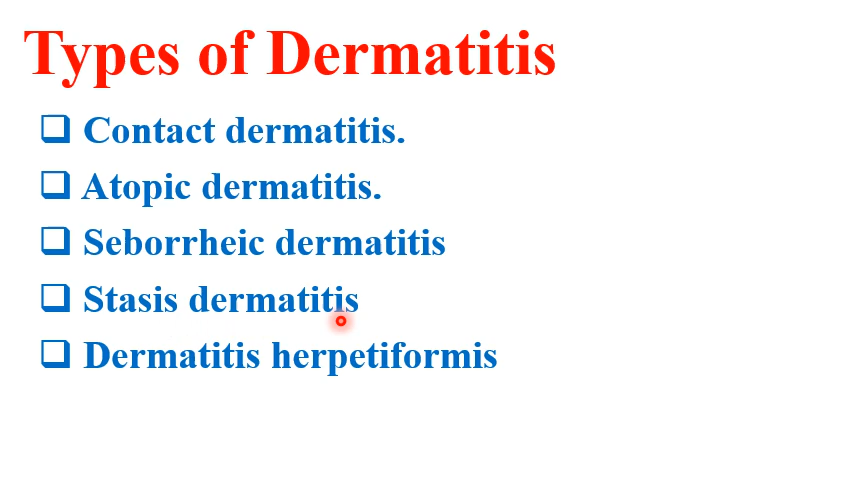 Types of Dermatitis
Contact dermatitis.
Atopic dermatitis.
Seborrheic dermatitis
Stasis dermatitis
Dermatitis herpetiformis